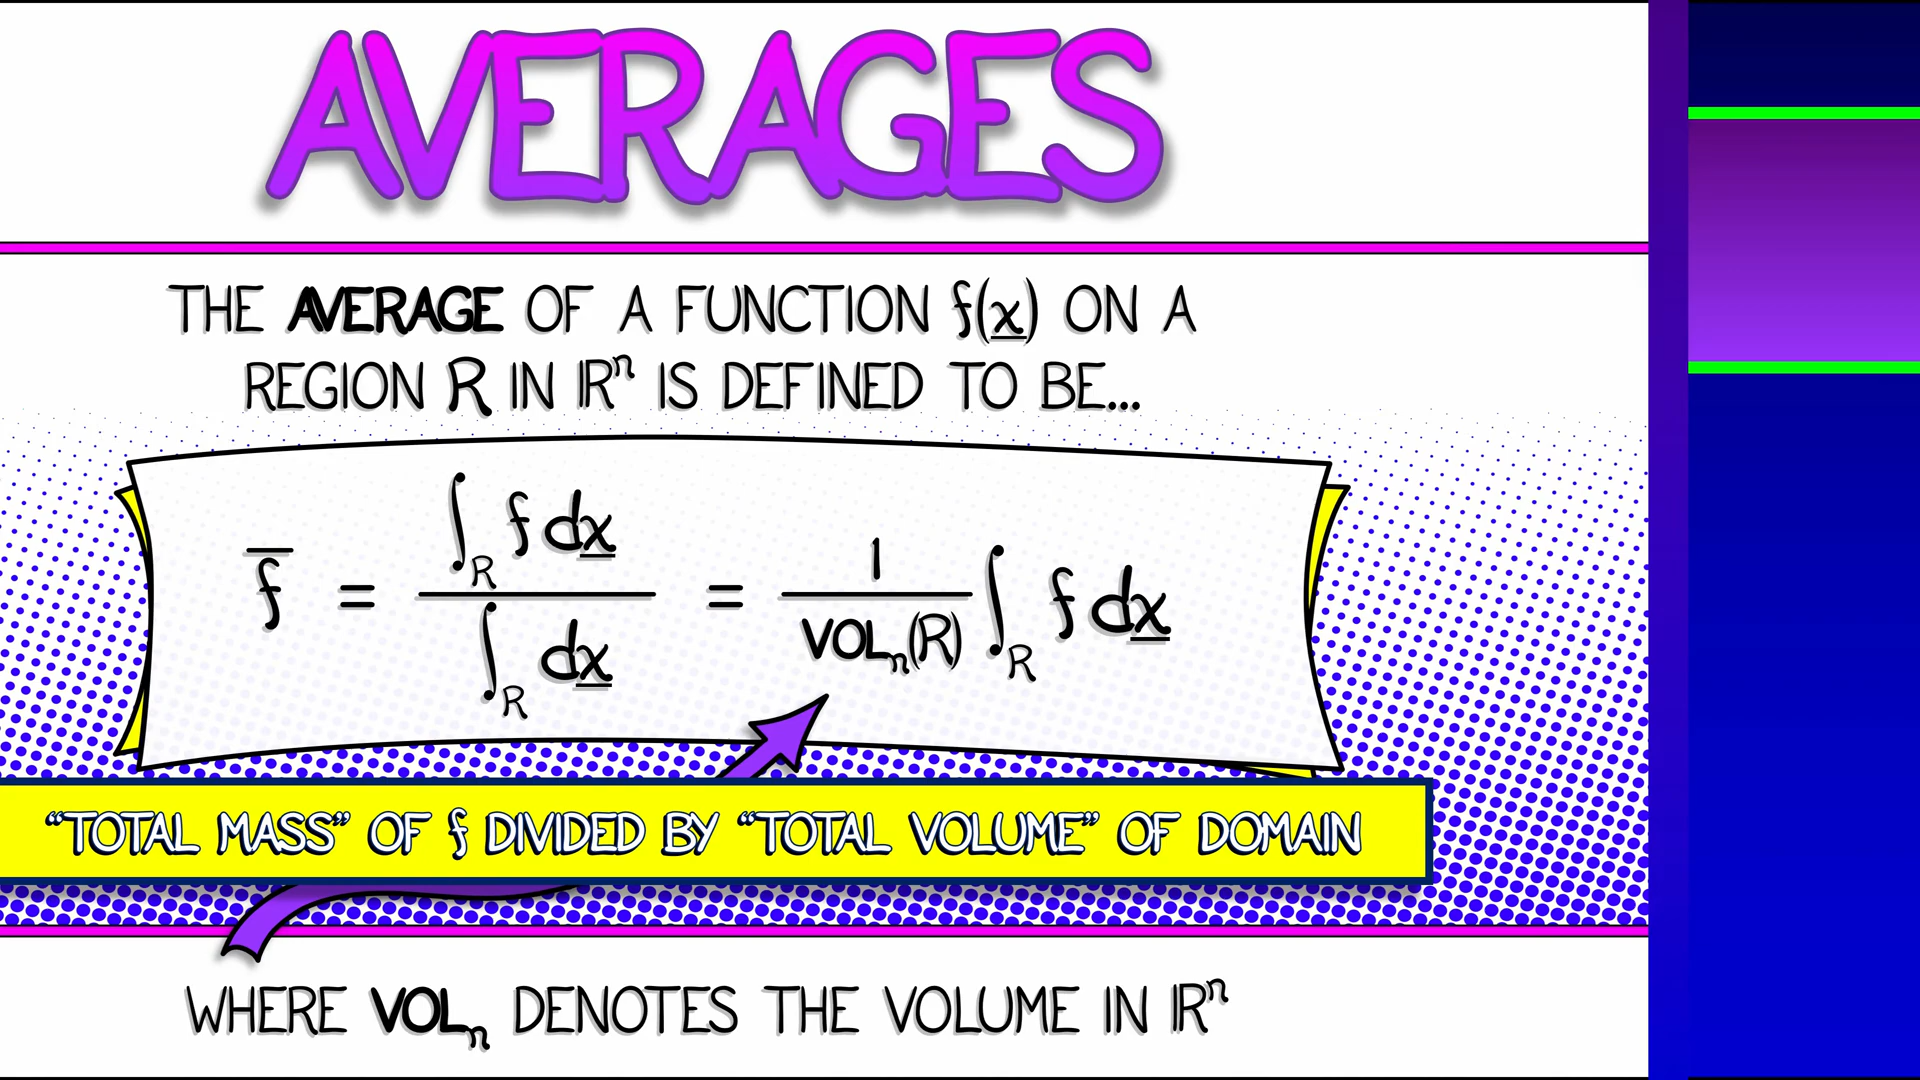 AVERAGES
THE AVERAGE OF A FUNCTION f(x) ON A
REGION R IN ℝⁿ IS DEFINED TO BE...
f̅ = ∫_R f dx / ∫_R dx = 1 / VOLₙ(R) ∫_R f dx
“TOTAL MASS” OF f DIVIDED BY “TOTAL VOLUME” OF DOMAIN
WHERE VOLₙ DENOTES THE VOLUME IN ℝⁿ